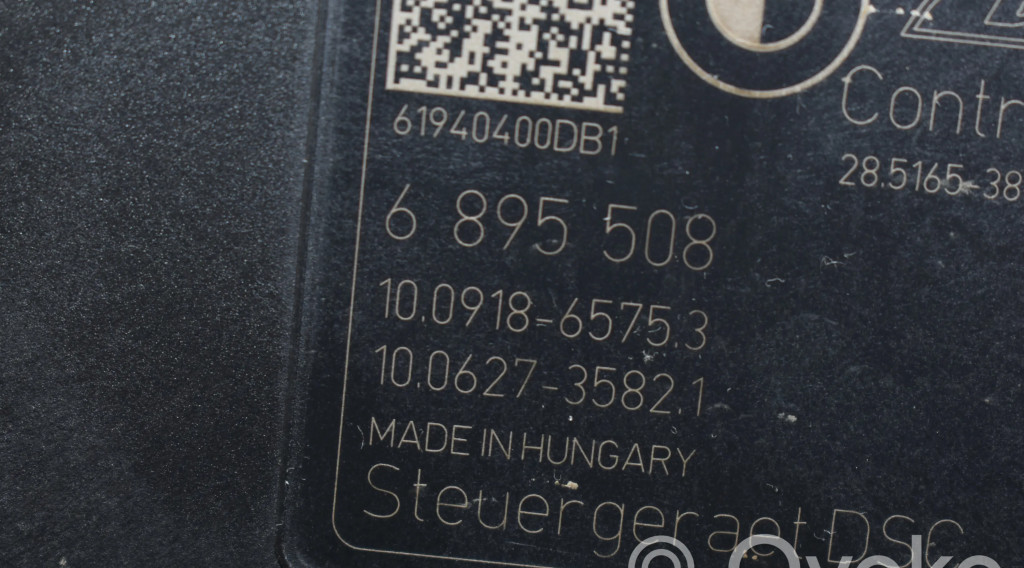 61940400DB1
Contr
28.5165-38
6 895 508
10.0918-6575.3
10.0627-3582.1
MADE IN HUNGARY
Steuergeraet DSC
© Ovoko